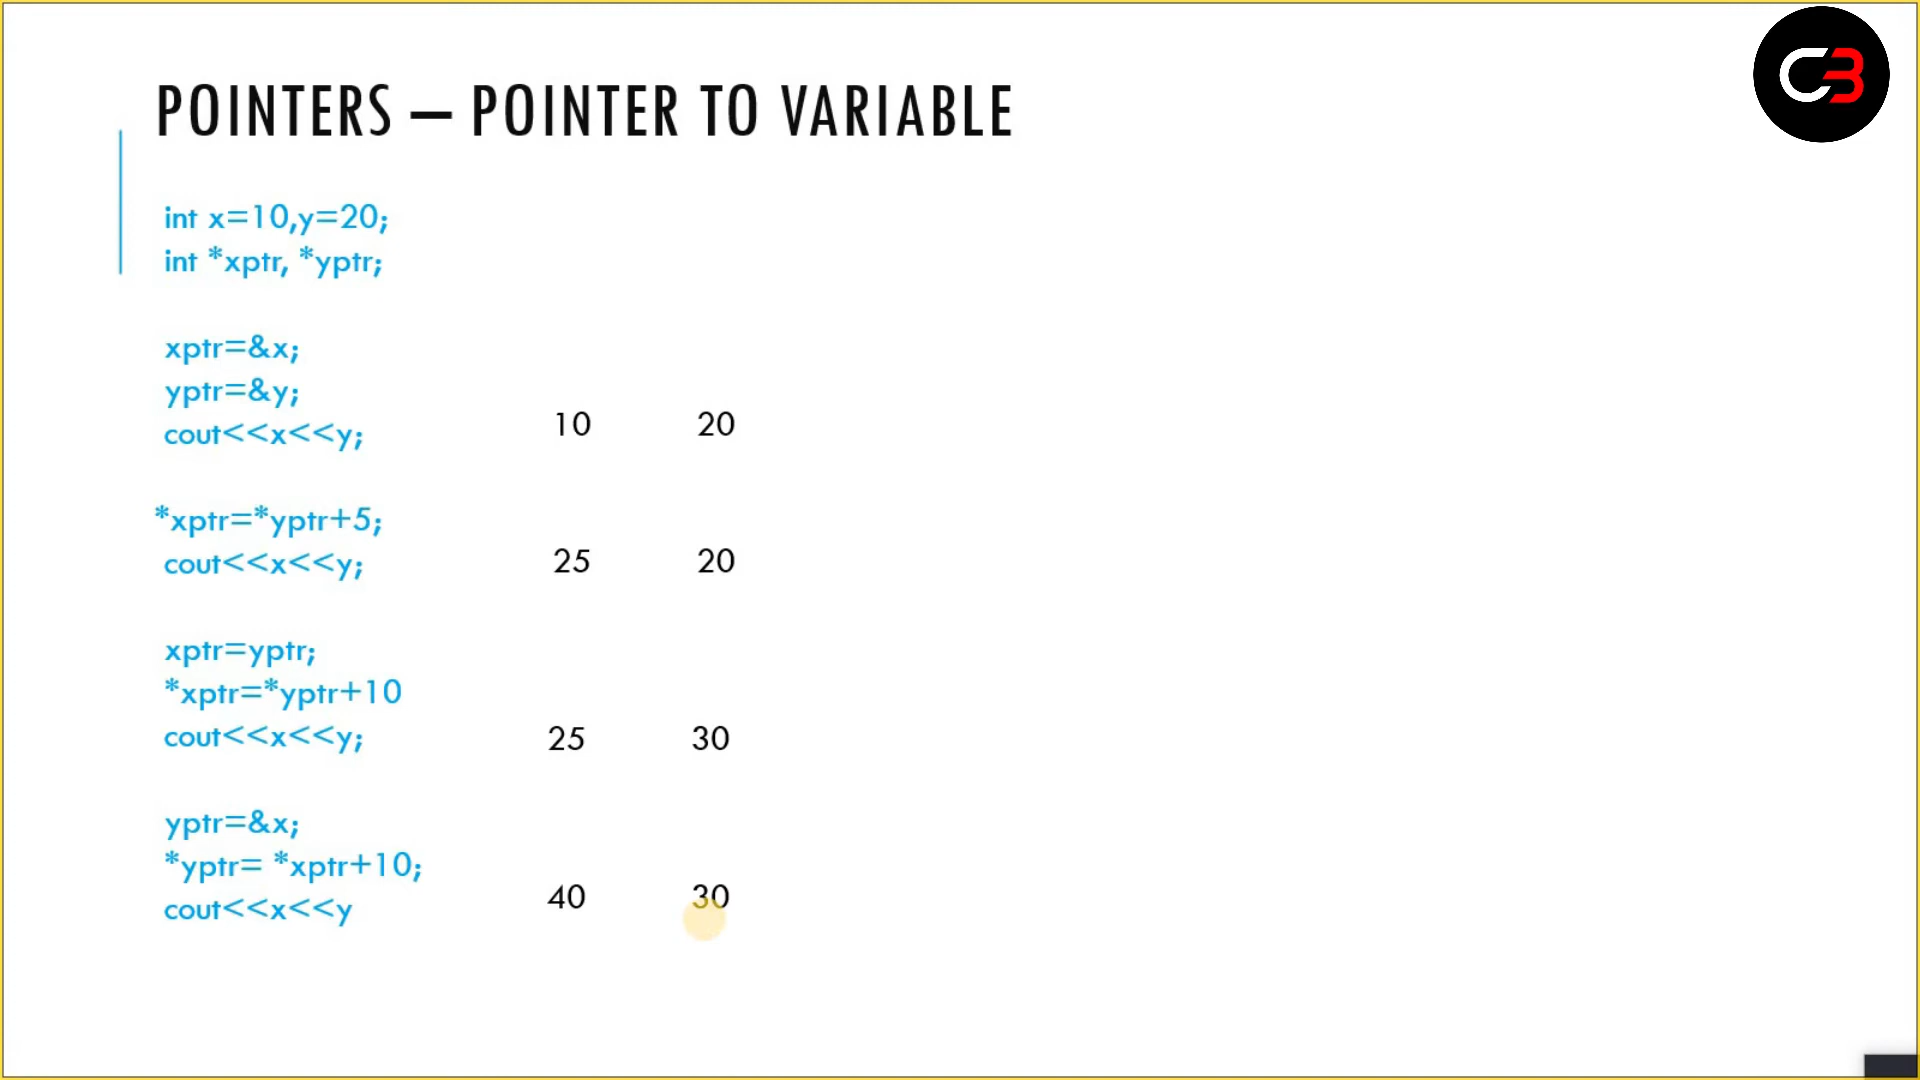 POINTERS – POINTER TO VARIABLE
int x=10,y=20;
int *xptr, *yptr;
xptr=&x;
yptr=&y;
cout<<x<<y; 10 20
*xptr=*yptr+5;
cout<<x<<y; 25 20
xptr=yptr;
*xptr=*yptr+10
cout<<x<<y; 25 30
yptr=&x;
*yptr= *xptr+10;
cout<<x<<y 40 30
CB